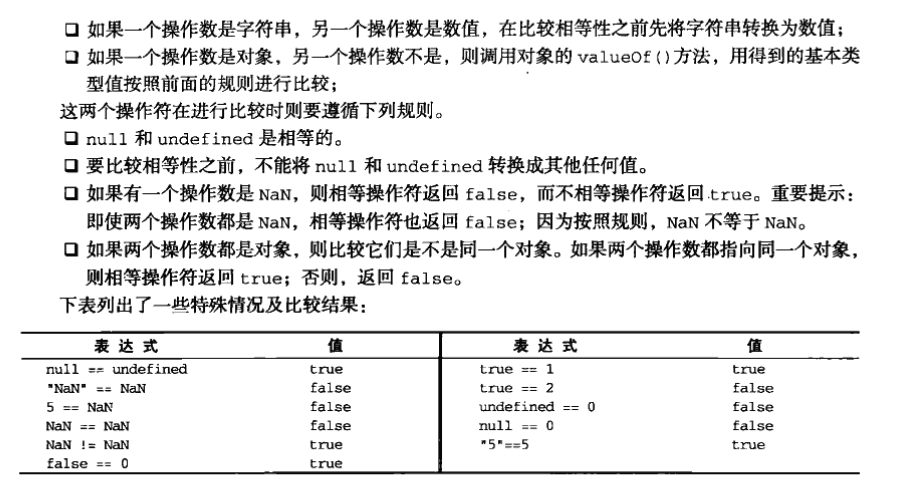 ❑ 如果一个操作数是字符串，另一个操作数是数值，在比较相等性之前先将字符串转换为数值；
❑ 如果一个操作数是对象，另一个操作数不是，则调用对象的 valueOf()方法，用得到的基本类
型值按照前面的规则进行比较；
这两个操作符在进行比较时则要遵循下列规则。
❑ null 和 undefined 是相等的。
❑ 要比较相等性之前，不能将 null 和 undefined 转换成其他任何值。
❑ 如果有一个操作数是 NaN，则相等操作符返回 false，而不相等操作符返回 true。重要提示：
即使两个操作数都是 NaN，相等操作符也返回 false；因为按照规则，NaN 不等于 NaN。
❑ 如果两个操作数都是对象，则比较它们是不是同一个对象。如果两个操作数都指向同一个对象，
则相等操作符返回 true；否则，返回 false。
下表列出了一些特殊情况及比较结果：
表 达 式 值 表 达 式 值
null == undefined true true == 1 true
"NaN" == NaN false true == 2 false
5 == NaN false undefined == 0 false
NaN == NaN false null == 0 false
NaN != NaN true "5"==5 true
false == 0 true